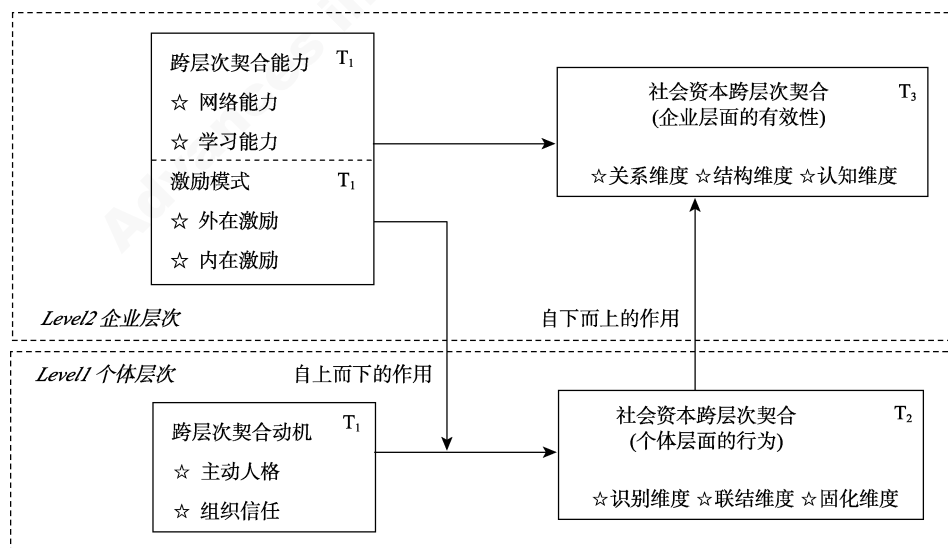 跨层次契合能力 T₁
☆ 网络能力
☆ 学习能力
激励模式 T₁
☆ 外在激励
☆ 内在激励
社会资本跨层次契合 T₃
(企业层面的有效性)
☆关系维度 ☆结构维度 ☆认知维度
Level2 企业层次
自下而上的作用
Level1 个体层次
自上而下的作用
跨层次契合动机 T₁
☆ 主动人格
☆ 组织信任
社会资本跨层次契合 T₂
(个体层面的行为)
☆识别维度 ☆联结维度 ☆固化维度